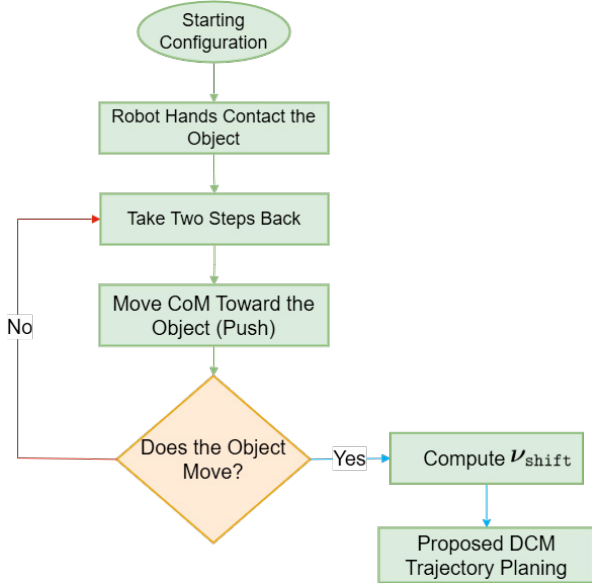 Starting
Configuration
Robot Hands Contact the
Object
Take Two Steps Back
Move CoM Toward the
Object (Push)
No
Does the Object
Move?
Yes
Compute 𝝂shift
Proposed DCM
Trajectory Planing